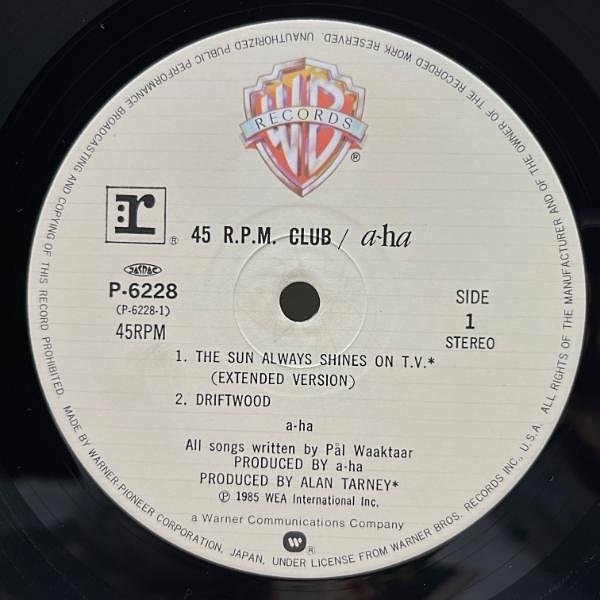 UNAUTHORIZED PUBLIC PERFORMANCE BROADCASTING AND COPYING OF THIS RECORD PROHIBITED.
ALL RIGHTS OF THE MANUFACTURER AND OF THE OWNER OF THE RECORDED WORK RESERVED.
WB
RECORDS
®
r
®
45 R.P.M. CLUB / a-ha
JASRAC
P-6228
(P-6228-1)
45RPM
SIDE
1
STEREO
1. THE SUN ALWAYS SHINES ON T.V.*
(EXTENDED VERSION)
2. DRIFTWOOD
a-ha
All songs written by Pål Waaktaar
PRODUCED BY a-ha
PRODUCED BY ALAN TARNEY*
Ⓟ 1985 WEA International Inc.
a Warner Communications Company
®
MADE BY WARNER PIONEER CORPORATION, JAPAN, UNDER LICENSE FROM WARNER BROS. RECORDS INC., U.S.A.